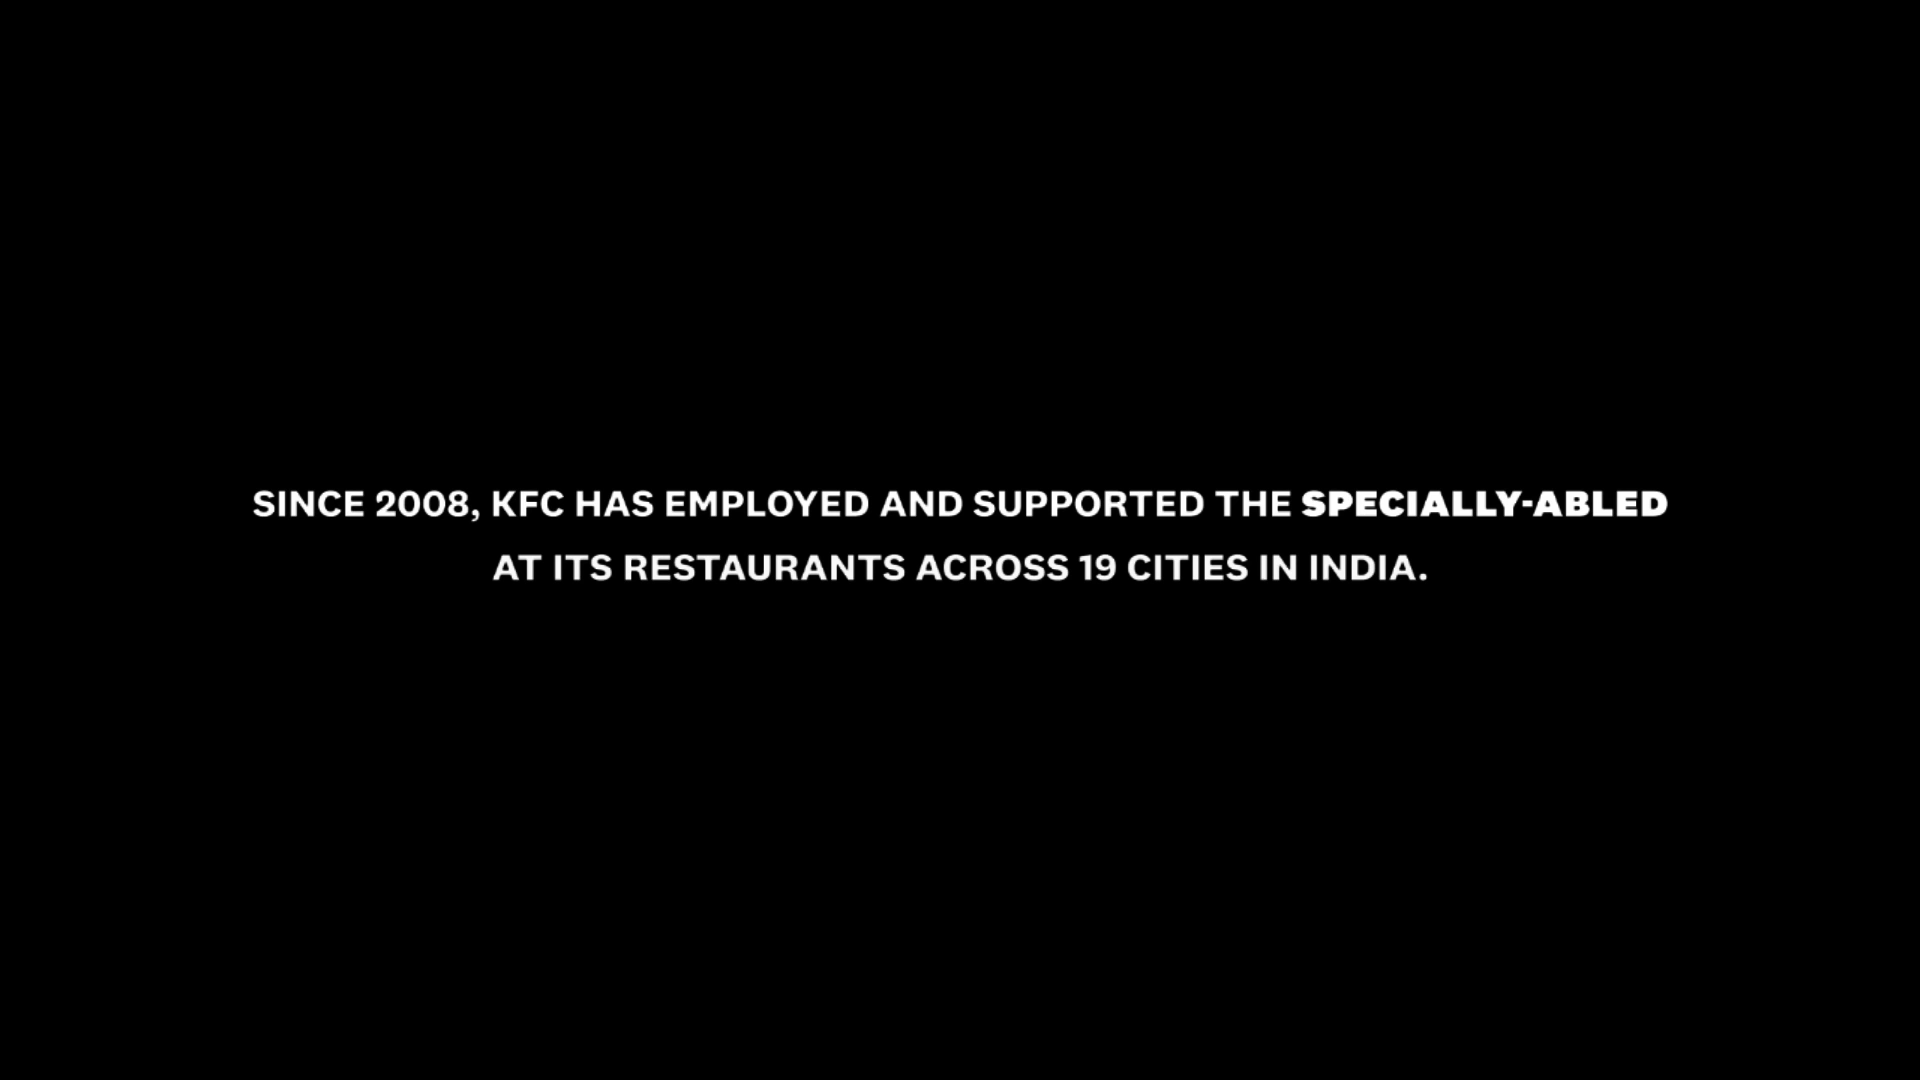 SINCE 2008, KFC HAS EMPLOYED AND SUPPORTED THE SPECIALLY-ABLED
AT ITS RESTAURANTS ACROSS 19 CITIES IN INDIA.